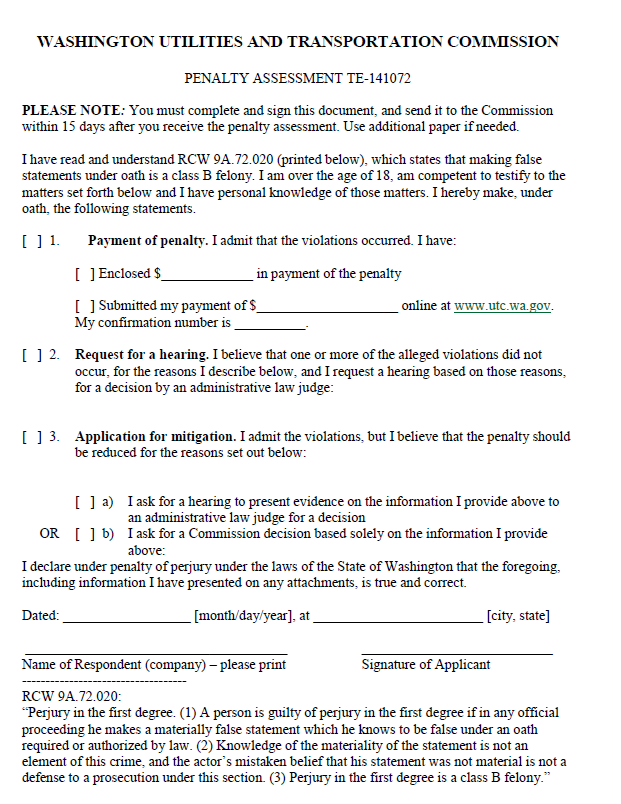 WASHINGTON UTILITIES AND TRANSPORTATION COMMISSION
PENALTY ASSESSMENT TE-141072
PLEASE NOTE: You must complete and sign this document, and send it to the Commission
within 15 days after you receive the penalty assessment. Use additional paper if needed.
I have read and understand RCW 9A.72.020 (printed below), which states that making false
statements under oath is a class B felony. I am over the age of 18, am competent to testify to the
matters set forth below and I have personal knowledge of those matters. I hereby make, under
oath, the following statements.
[ ] 1. Payment of penalty. I admit that the violations occurred. I have:
[ ] Enclosed $______________ in payment of the penalty
[ ] Submitted my payment of $_____________________ online at www.utc.wa.gov.
My confirmation number is ___________.
[ ] 2. Request for a hearing. I believe that one or more of the alleged violations did not
occur, for the reasons I describe below, and I request a hearing based on those reasons,
for a decision by an administrative law judge:
[ ] 3. Application for mitigation. I admit the violations, but I believe that the penalty should
be reduced for the reasons set out below:
[ ] a) I ask for a hearing to present evidence on the information I provide above to
an administrative law judge for a decision
OR [ ] b) I ask for a Commission decision based solely on the information I provide
above:
I declare under penalty of perjury under the laws of the State of Washington that the foregoing,
including information I have presented on any attachments, is true and correct.
Dated: ___________________ [month/day/year], at __________________________ [city, state]
________________________________________ _____________________________
Name of Respondent (company) – please print Signature of Applicant
-----------------------------------
RCW 9A.72.020:
“Perjury in the first degree. (1) A person is guilty of perjury in the first degree if in any official
proceeding he makes a materially false statement which he knows to be false under an oath
required or authorized by law. (2) Knowledge of the materiality of the statement is not an
element of this crime, and the actor’s mistaken belief that his statement was not material is not a
defense to a prosecution under this section. (3) Perjury in the first degree is a class B felony.”